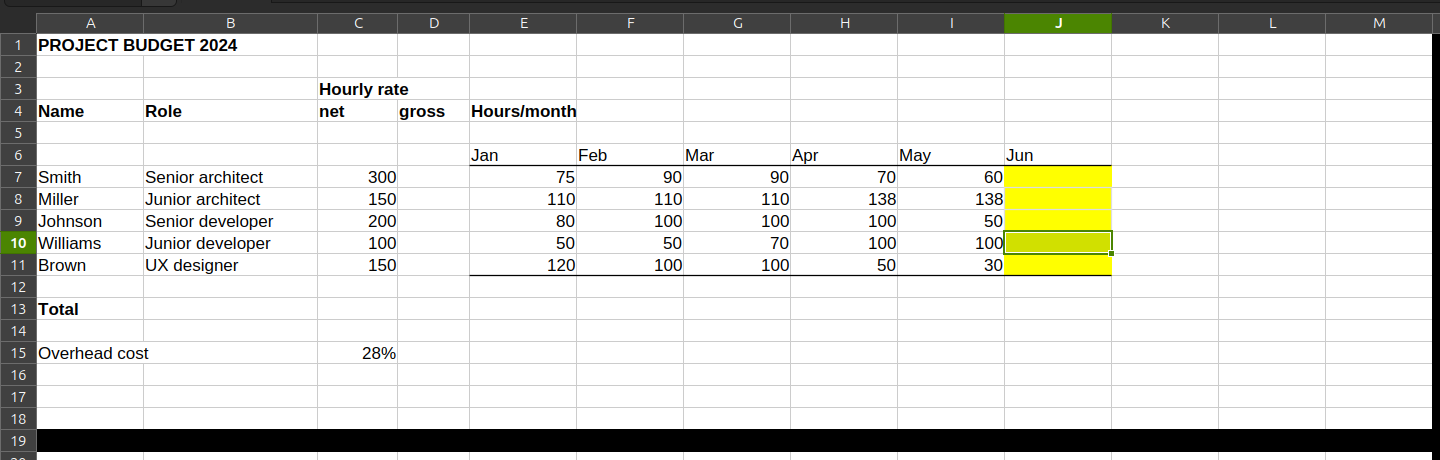 A B C D E F G H I J K L M
1 PROJECT BUDGET 2024
2
3 Hourly rate
4 Name Role net gross Hours/month
5
6 Jan Feb Mar Apr May Jun
7 Smith Senior architect 300 75 90 90 70 60
8 Miller Junior architect 150 110 110 110 138 138
9 Johnson Senior developer 200 80 100 100 100 50
10 Williams Junior developer 100 50 50 70 100 100
11 Brown UX designer 150 120 100 100 50 30
12
13 Total
14
15 Overhead cost 28%
16
17
18
19